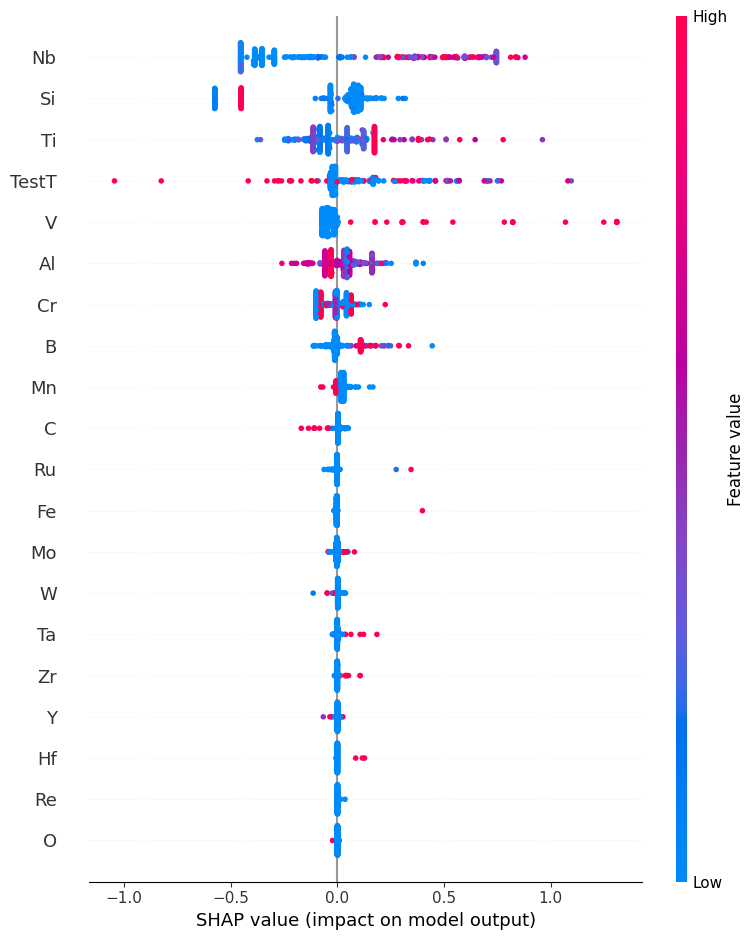 High
Nb
Si
Ti
TestT
V
Al
Cr
B
Mn
C
Ru
Fe
Mo
W
Ta
Zr
Y
Hf
Re
O
Feature value
Low
−1.0 −0.5 0.0 0.5 1.0
SHAP value (impact on model output)